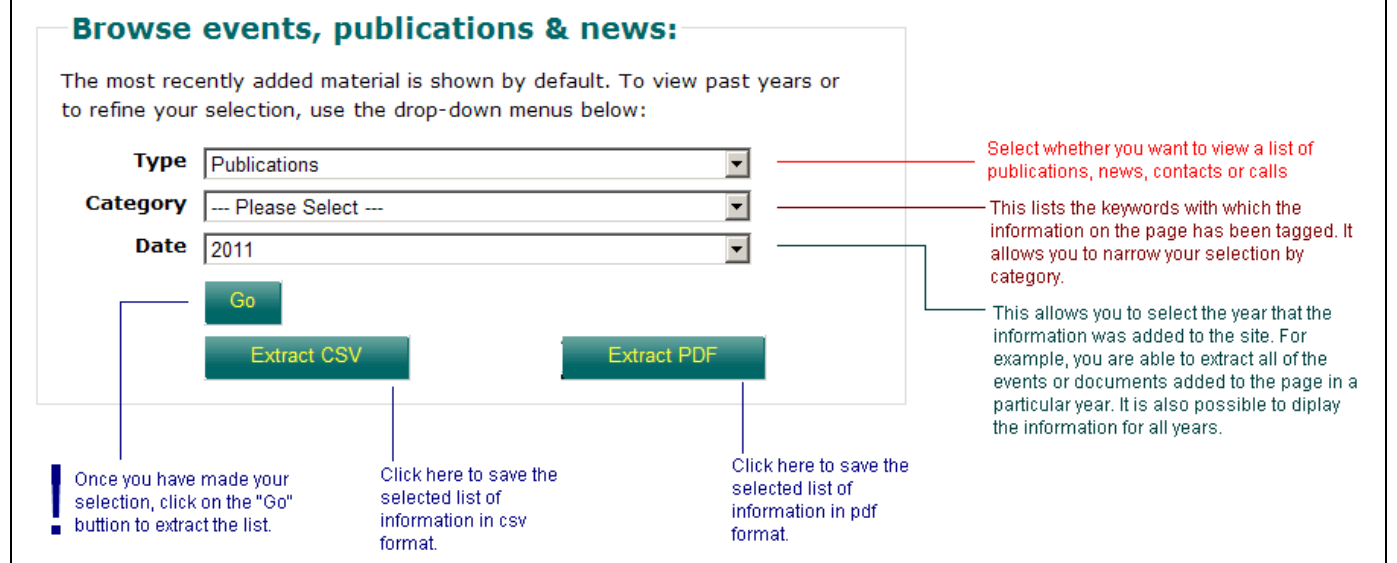 Browse events, publications & news:
The most recently added material is shown by default. To view past years or
to refine your selection, use the drop-down menus below:
Type
Publications
Category
--- Please Select ---
Date
2011
Go
Extract CSV
Extract PDF
Select whether you want to view a list of
publications, news, contacts or calls
This lists the keywords with which the
information on the page has been tagged. It
allows you to narrow your selection by
category.
This allows you to select the year that the
information was added to the site. For
example, you are able to extract all of the
events or documents added to the page in a
particular year. It is also possible to diplay
the information for all years.
!
Once you have made your
selection, click on the "Go"
buttion to extract the list.
Click here to save the
selected list of
information in csv
format.
Click here to save the
selected list of
information in pdf
format.